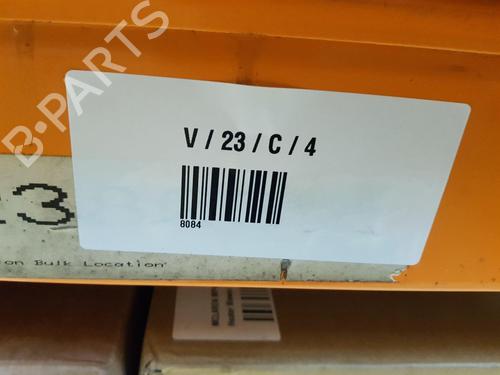 B-PARTS
V / 23 / C / 4
8084
23
on Bulk Location